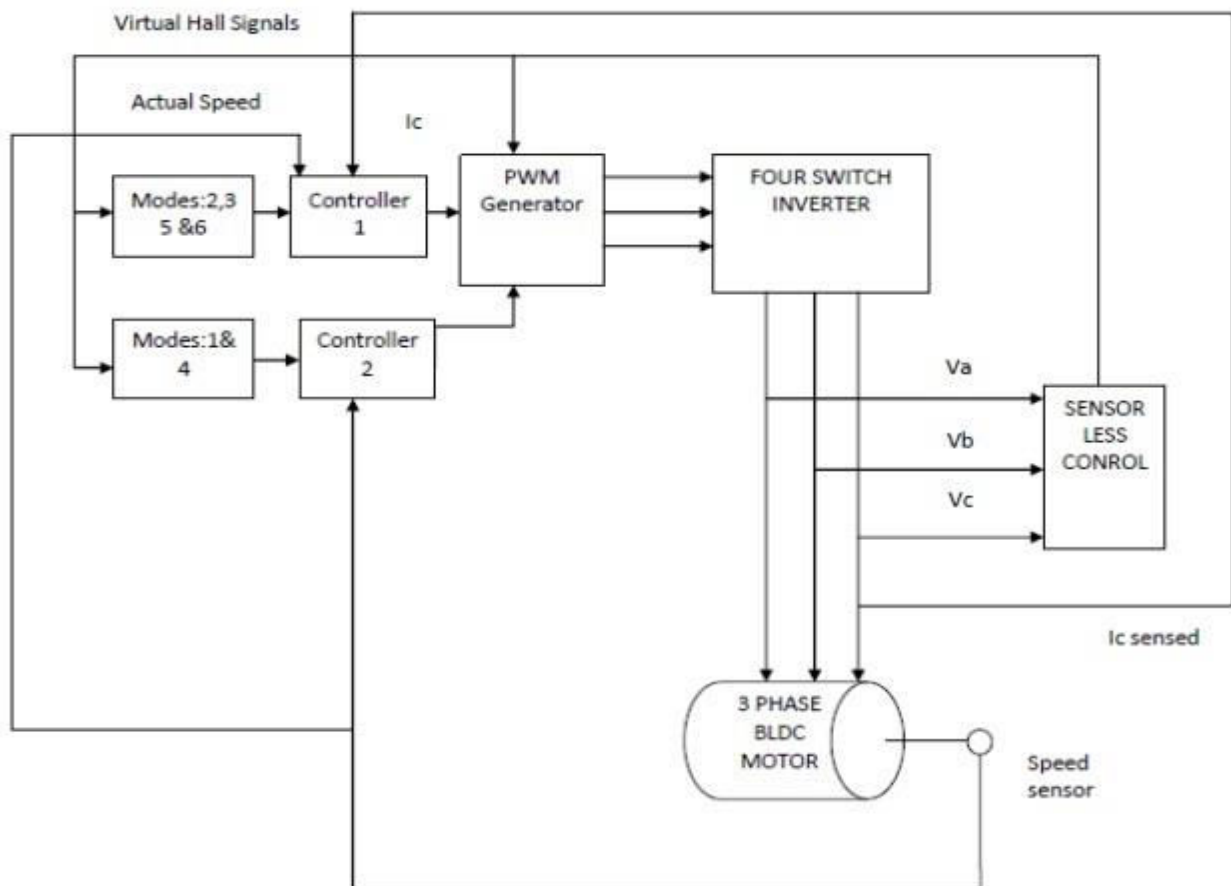 Virtual Hall Signals
Actual Speed
Ic
Modes:2,3
5 &6
Controller
1
PWM
Generator
FOUR SWITCH
INVERTER
Modes:1&
4
Controller
2
Va
Vb
Vc
SENSOR
LESS
CONROL
Ic sensed
3 PHASE
BLDC
MOTOR
Speed
sensor